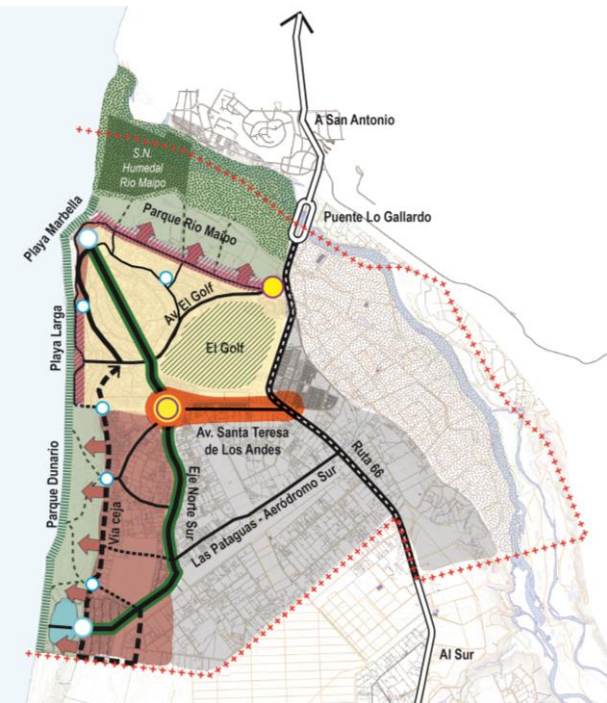 A San Antonio
S.N.
Humedal
Rio Maipo
Puente Lo Gallardo
Parque Rio Maipo
Playa Marbella
Av. El Golf
El Golf
Playa Larga
Av. Santa Teresa
de Los Andes
Ruta 66
Parque Dunario
Vía ceja
Eje Norte Sur
Las Pataguas - Aeródromo Sur
Al Sur